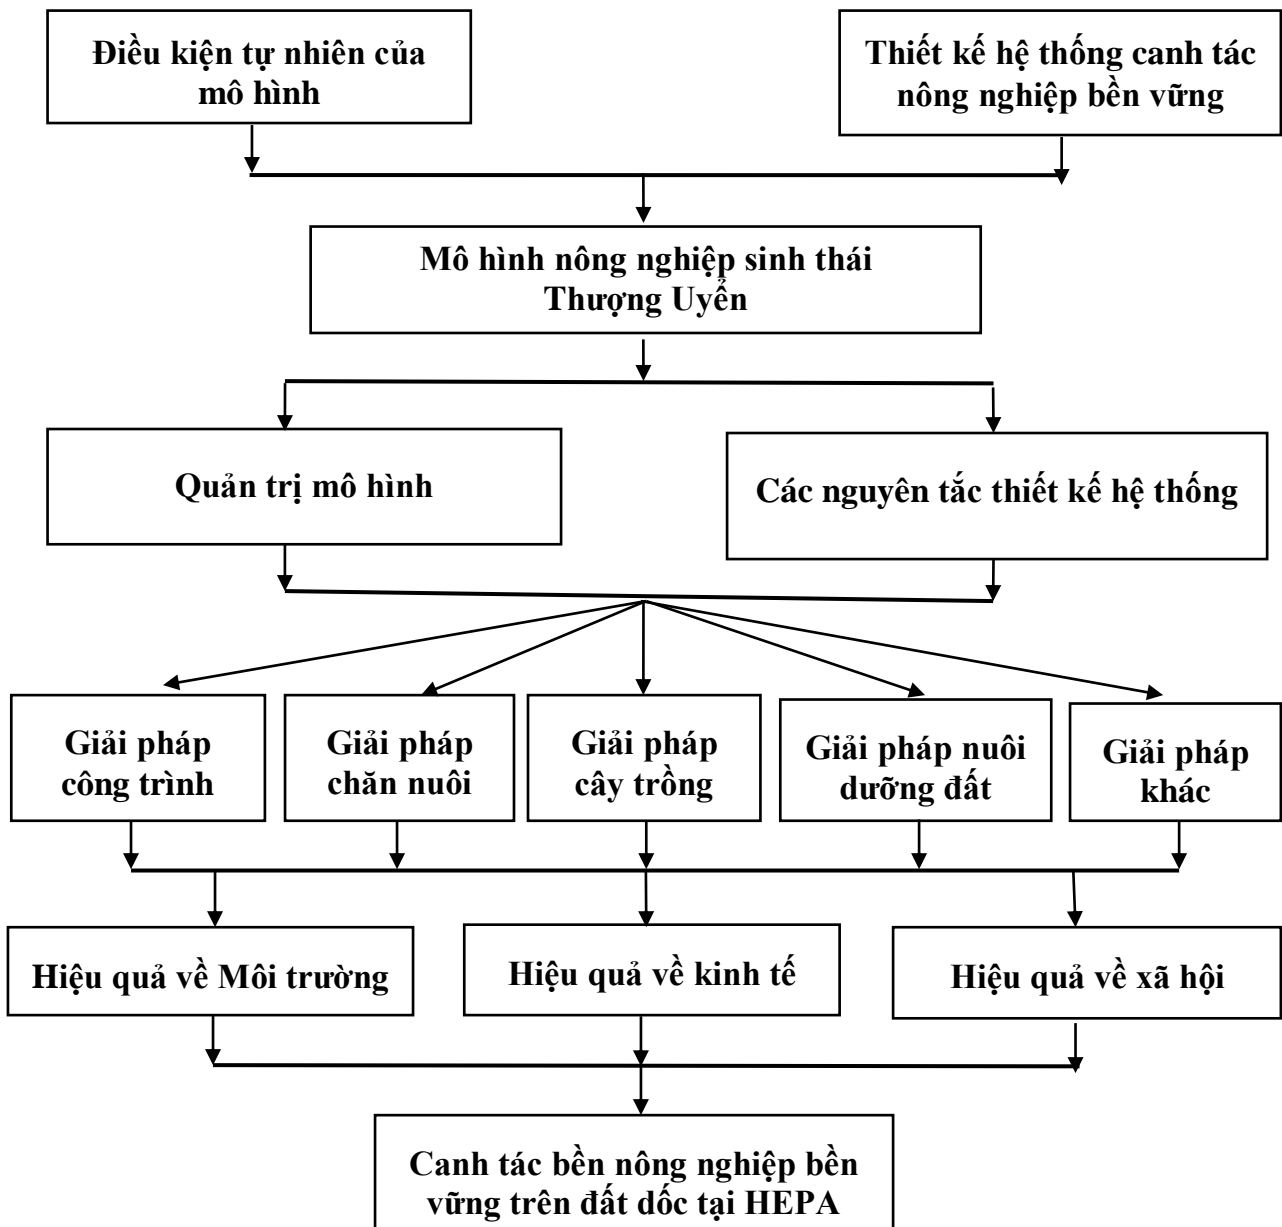 Điều kiện tự nhiên của
mô hình
Thiết kế hệ thống canh tác
nông nghiệp bền vững
Mô hình nông nghiệp sinh thái
Thượng Uyển
Quản trị mô hình
Các nguyên tắc thiết kế hệ thống
Giải pháp
công trình
Giải pháp
chăn nuôi
Giải pháp
cây trồng
Giải pháp nuôi
dưỡng đất
Giải pháp
khác
Hiệu quả về Môi trường
Hiệu quả về kinh tế
Hiệu quả về xã hội
Canh tác bền nông nghiệp bền
vững trên đất dốc tại HEPA